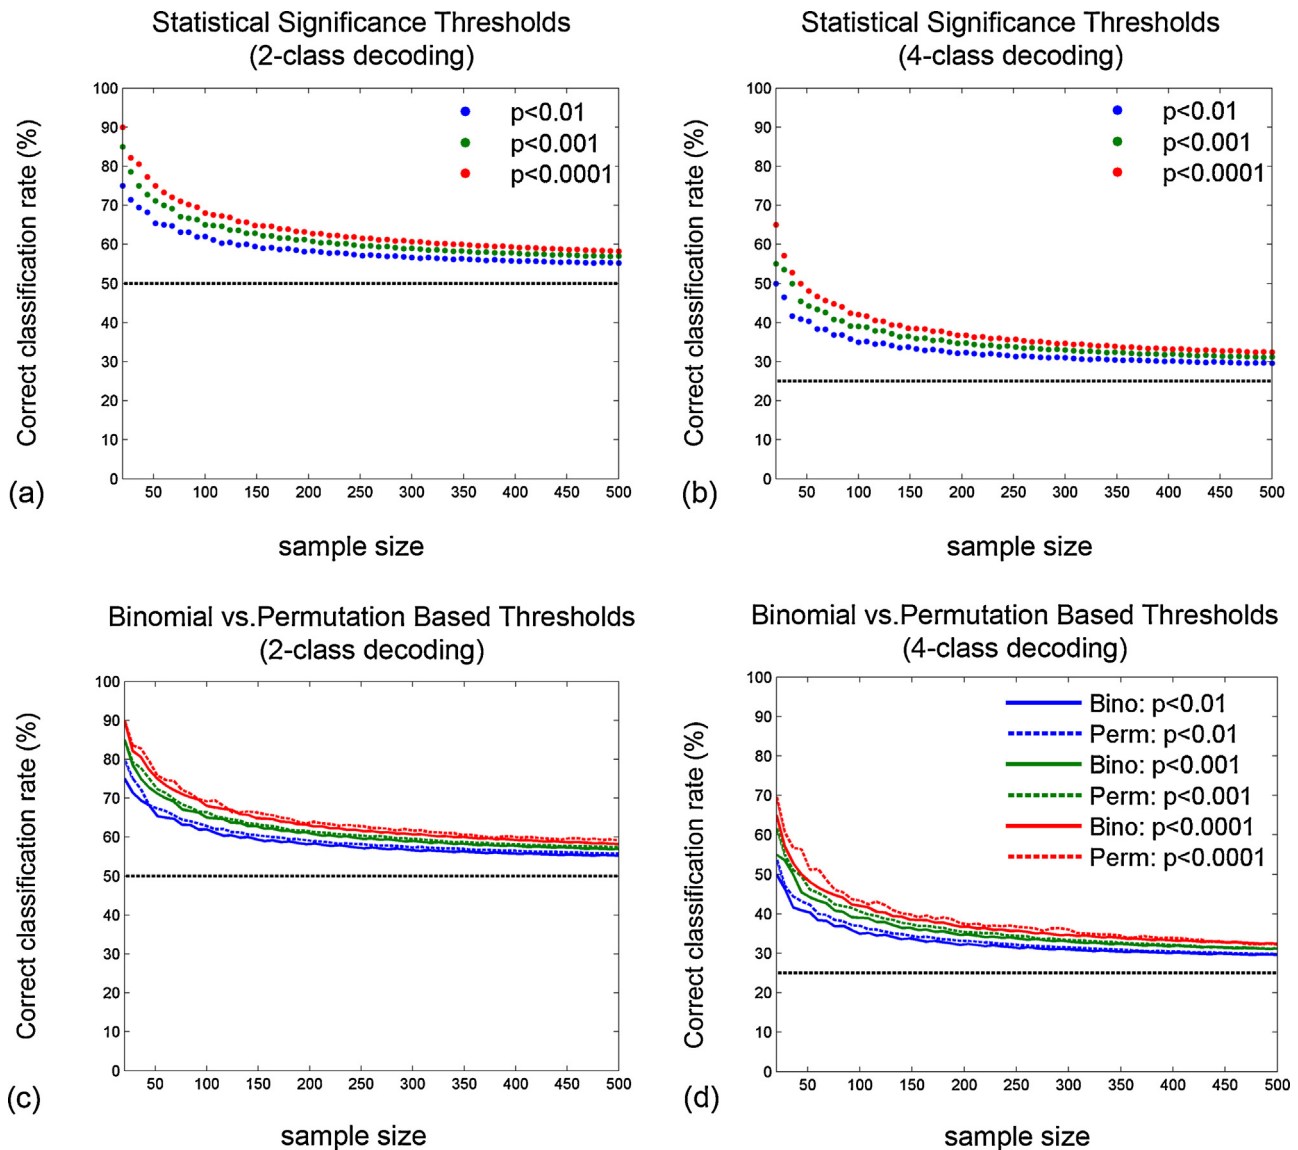 Statistical Significance Thresholds
(2-class decoding)
Correct classification rate (%)
100
90
80
70
60
50
40
30
20
10
0
p<0.01
p<0.001
p<0.0001
50 100 150 200 250 300 350 400 450 500
(a)
sample size
Statistical Significance Thresholds
(4-class decoding)
Correct classification rate (%)
100
90
80
70
60
50
40
30
20
10
0
p<0.01
p<0.001
p<0.0001
50 100 150 200 250 300 350 400 450 500
(b)
sample size
Binomial vs.Permutation Based Thresholds
(2-class decoding)
Correct classification rate (%)
100
90
80
70
60
50
40
30
20
10
0
50 100 150 200 250 300 350 400 450 500
(c)
sample size
Binomial vs.Permutation Based Thresholds
(4-class decoding)
Correct classification rate (%)
100
90
80
70
60
50
40
30
20
10
0
Bino: p<0.01
Perm: p<0.01
Bino: p<0.001
Perm: p<0.001
Bino: p<0.0001
Perm: p<0.0001
50 100 150 200 250 300 350 400 450 500
(d)
sample size